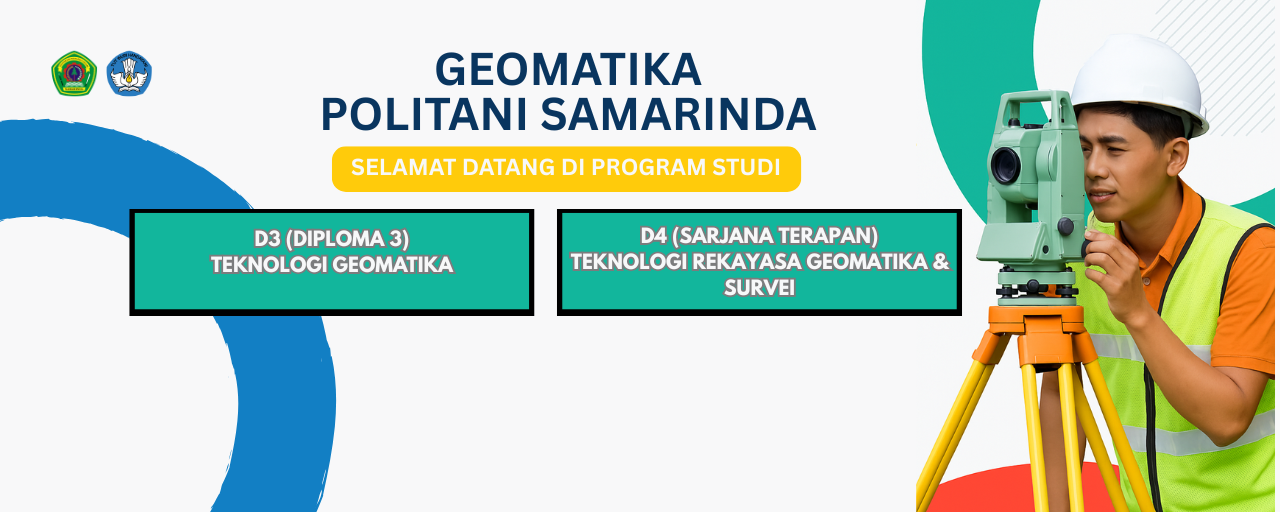 GEOMATIKA
POLITANI SAMARINDA
SELAMAT DATANG DI PROGRAM STUDI
D3 (DIPLOMA 3)
TEKNOLOGI GEOMATIKA
D4 (SARJANA TERAPAN)
TEKNOLOGI REKAYASA GEOMATIKA &
SURVEI